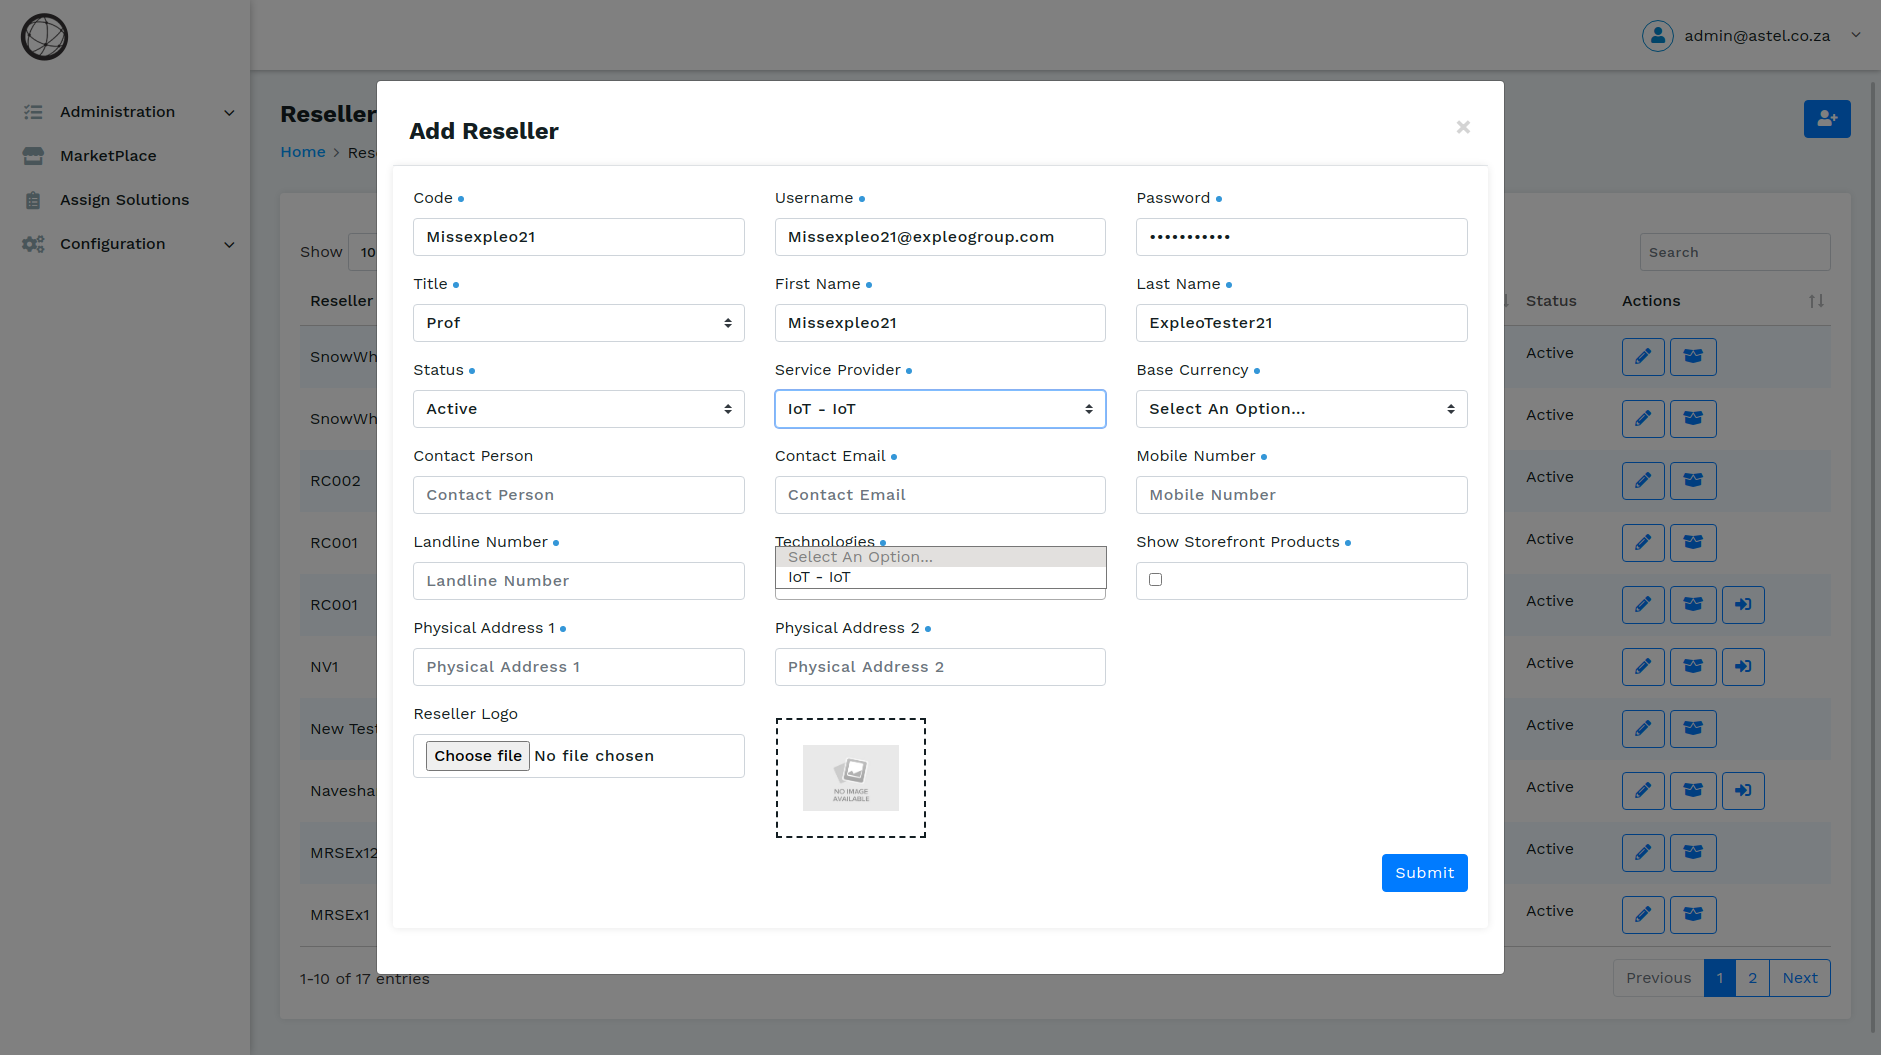 admin@astel.co.za
Administration
MarketPlace
Assign Solutions
Configuration
Reseller
Home > Rese
Show 10
Search
Reseller
Status
Actions
SnowWh
Active
SnowWh
Active
RC002
Active
RC001
Active
RC001
Active
NV1
Active
New Test
Active
Navesha
Active
MRSEx12
Active
MRSEx1
Active
1-10 of 17 entries
Previous 1 2 Next
Add Reseller ×
Code
Username
Password
Missexpleo21
Missexpleo21@expleogroup.com
•••••••••••
Title
First Name
Last Name
Prof
Missexpleo21
ExpleoTester21
Status
Service Provider
Base Currency
Active
IoT - IoT
Select An Option...
Contact Person
Contact Email
Mobile Number
Contact Person
Contact Email
Mobile Number
Landline Number
Technologies
Show Storefront Products
Select An Option...
IoT - IoT
Landline Number
Physical Address 1
Physical Address 2
Physical Address 1
Physical Address 2
Reseller Logo
Choose file No file chosen
NO IMAGE
AVAILABLE
Submit